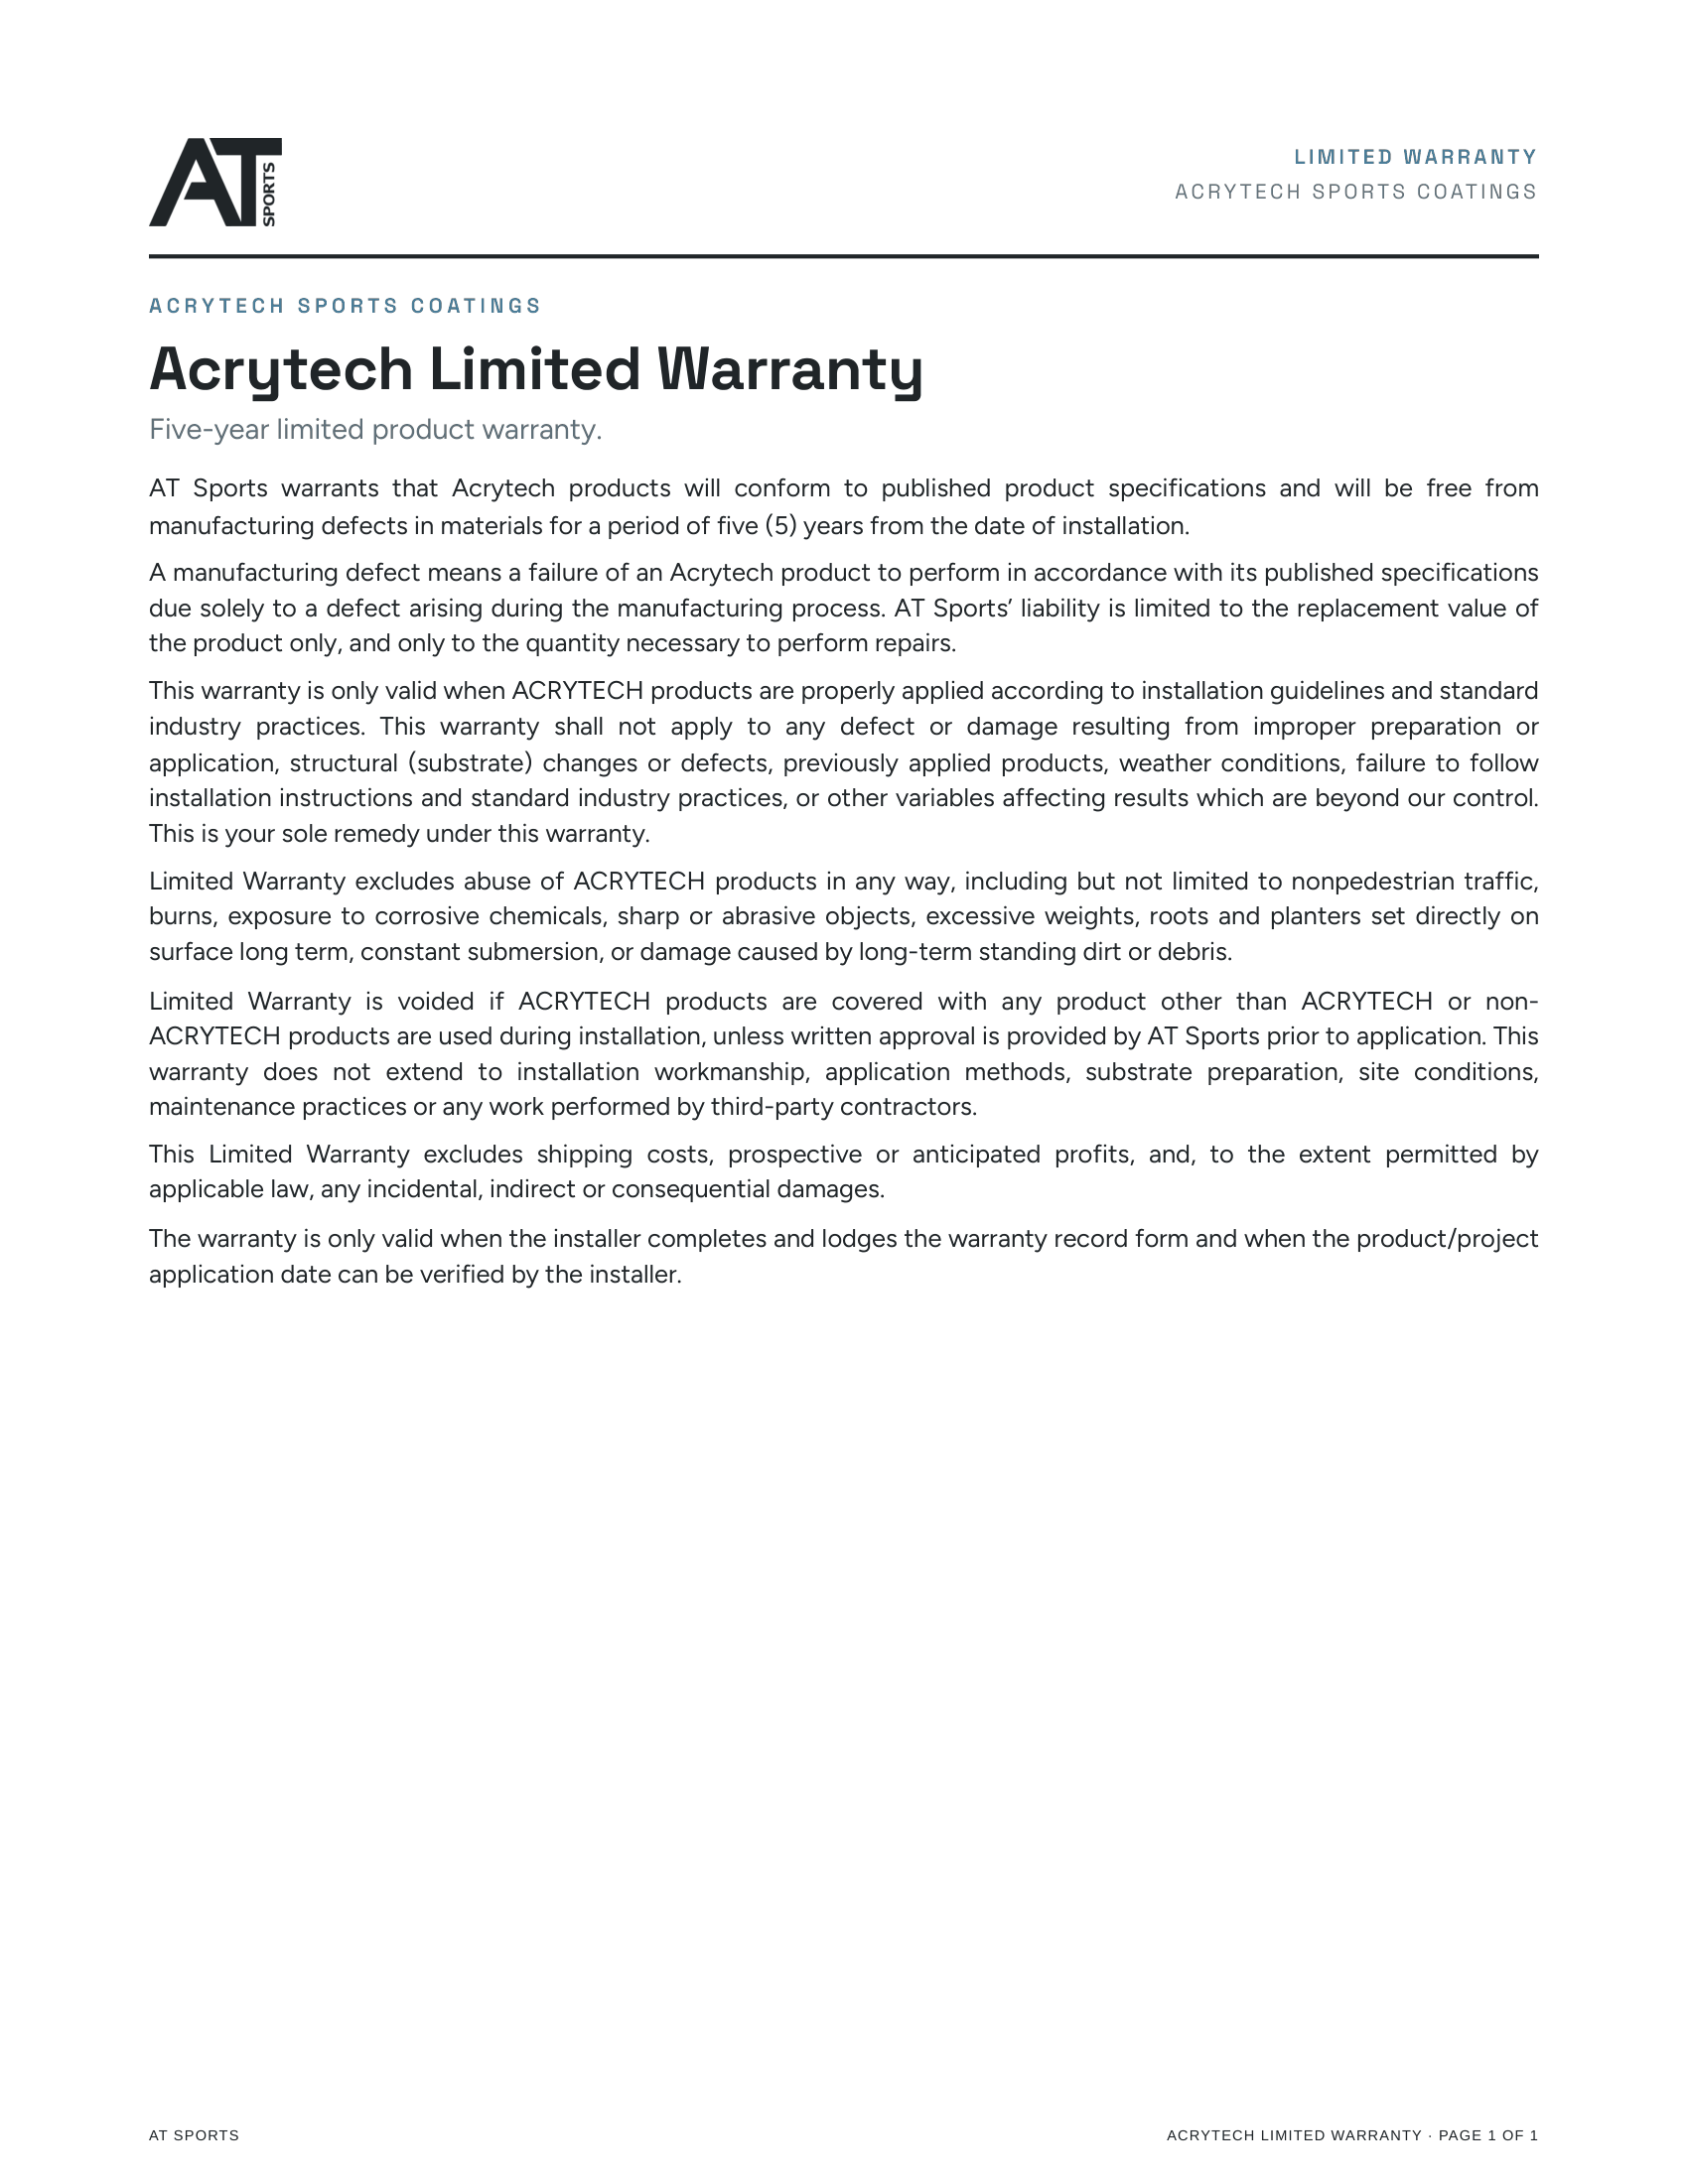 AT SPORTS
LIMITED WARRANTY
ACRYTECH SPORTS COATINGS
ACRYTECH SPORTS COATINGS
Acrytech Limited Warranty
Five-year limited product warranty.
AT Sports warrants that Acrytech products will conform to published product specifications and will be free from
manufacturing defects in materials for a period of five (5) years from the date of installation.
A manufacturing defect means a failure of an Acrytech product to perform in accordance with its published specifications
due solely to a defect arising during the manufacturing process. AT Sports’ liability is limited to the replacement value of
the product only, and only to the quantity necessary to perform repairs.
This warranty is only valid when ACRYTECH products are properly applied according to installation guidelines and standard
industry practices. This warranty shall not apply to any defect or damage resulting from improper preparation or
application, structural (substrate) changes or defects, previously applied products, weather conditions, failure to follow
installation instructions and standard industry practices, or other variables affecting results which are beyond our control.
This is your sole remedy under this warranty.
Limited Warranty excludes abuse of ACRYTECH products in any way, including but not limited to nonpedestrian traffic,
burns, exposure to corrosive chemicals, sharp or abrasive objects, excessive weights, roots and planters set directly on
surface long term, constant submersion, or damage caused by long-term standing dirt or debris.
Limited Warranty is voided if ACRYTECH products are covered with any product other than ACRYTECH or non-
ACRYTECH products are used during installation, unless written approval is provided by AT Sports prior to application. This
warranty does not extend to installation workmanship, application methods, substrate preparation, site conditions,
maintenance practices or any work performed by third-party contractors.
This Limited Warranty excludes shipping costs, prospective or anticipated profits, and, to the extent permitted by
applicable law, any incidental, indirect or consequential damages.
The warranty is only valid when the installer completes and lodges the warranty record form and when the product/project
application date can be verified by the installer.
AT SPORTS
ACRYTECH LIMITED WARRANTY · PAGE 1 OF 1